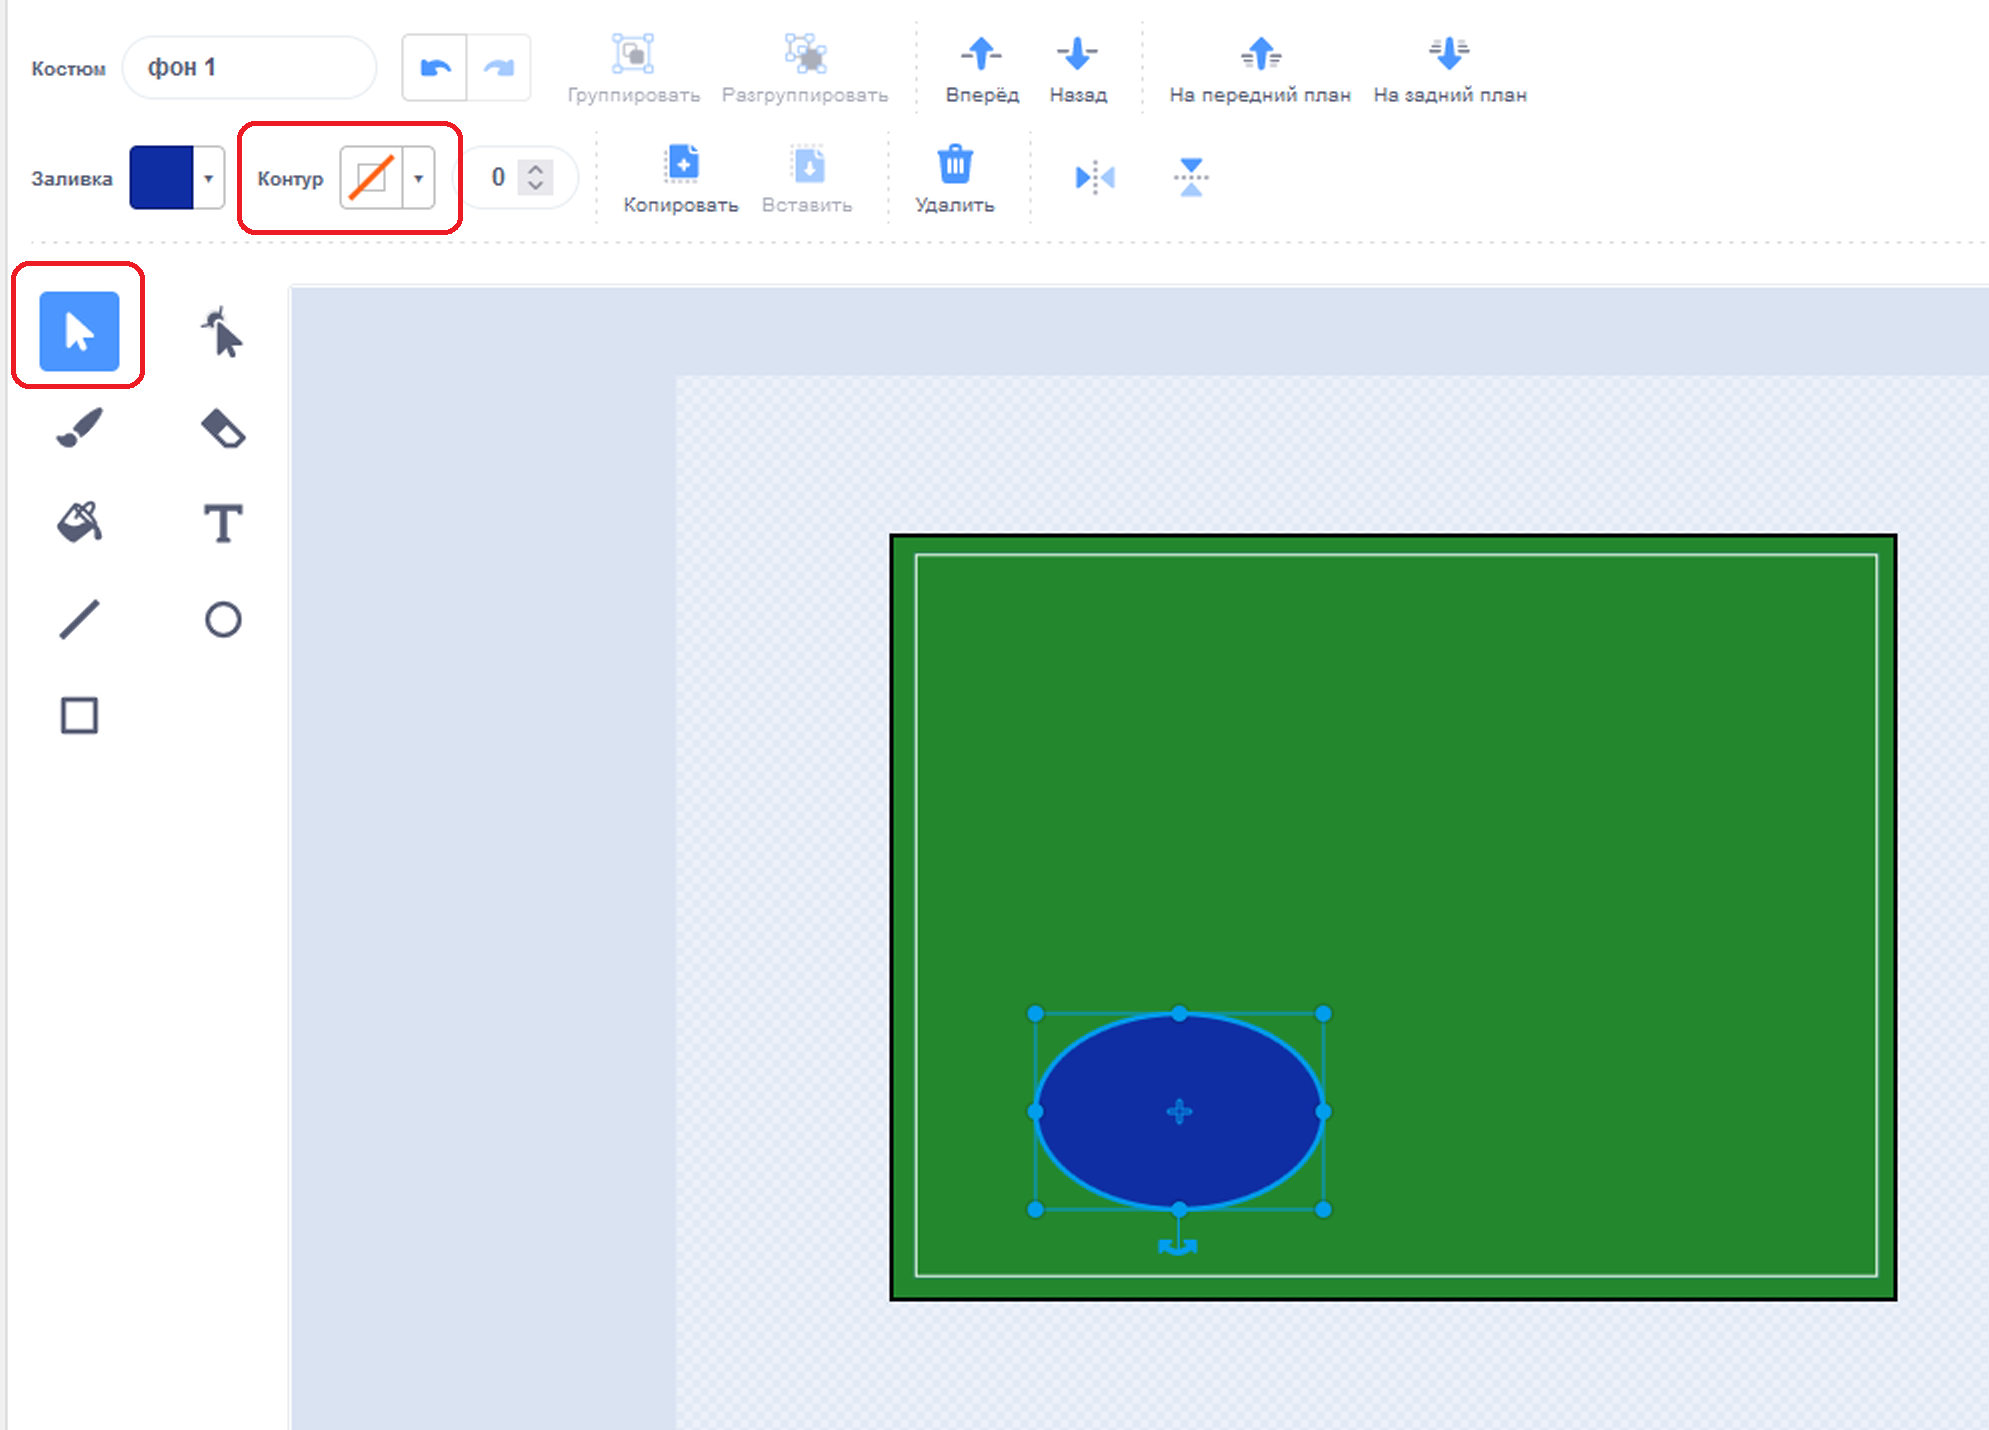 Костюм
фон 1
Группировать
Разгруппировать
Вперёд
Назад
На передний план
На задний план
Заливка
Контур
0
Копировать
Вставить
Удалить
T